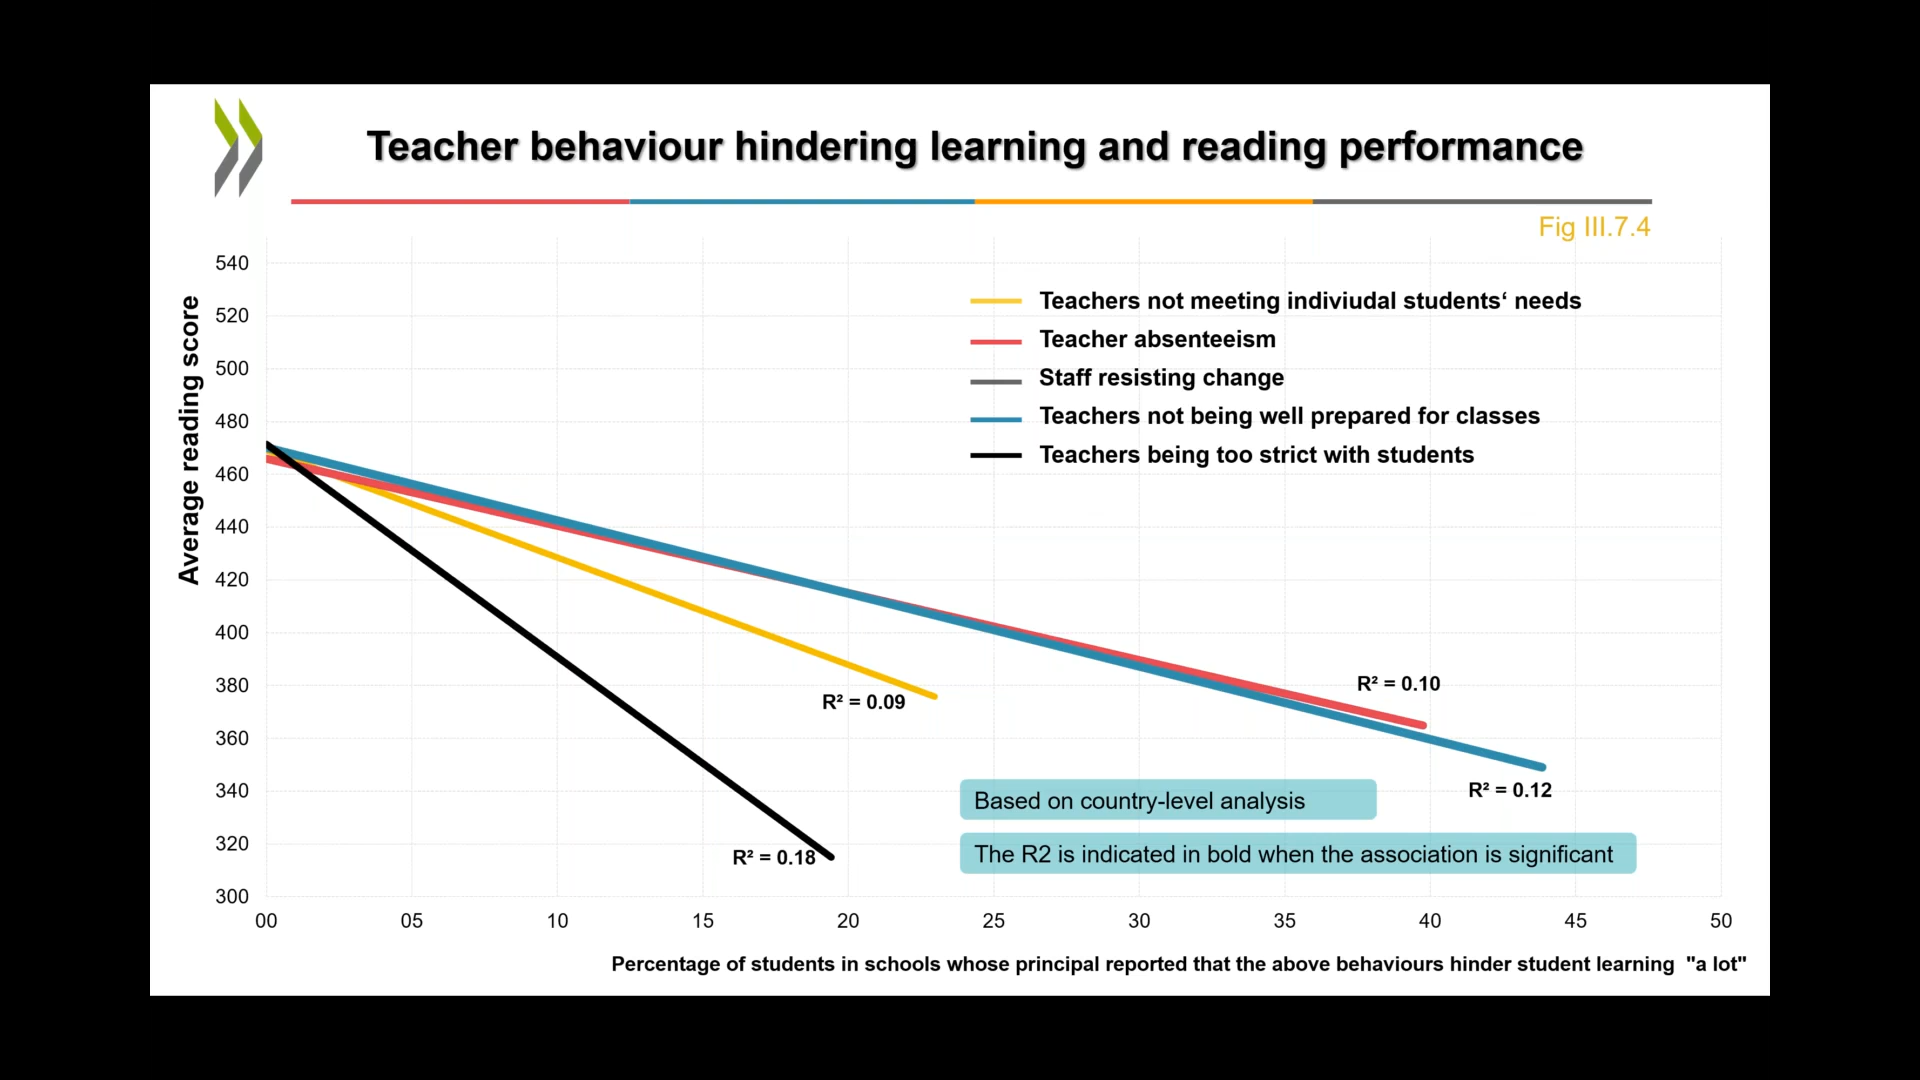 Teacher behaviour hindering learning and reading performance
Fig III.7.4
Average reading score
540
520
500
480
460
440
420
400
380
360
340
320
300
Teachers not meeting indiviudal students‘ needs
Teacher absenteeism
Staff resisting change
Teachers not being well prepared for classes
Teachers being too strict with students
R² = 0.10
R² = 0.09
R² = 0.12
R² = 0.18
Based on country-level analysis
The R2 is indicated in bold when the association is significant
00 05 10 15 20 25 30 35 40 45 50
Percentage of students in schools whose principal reported that the above behaviours hinder student learning "a lot"